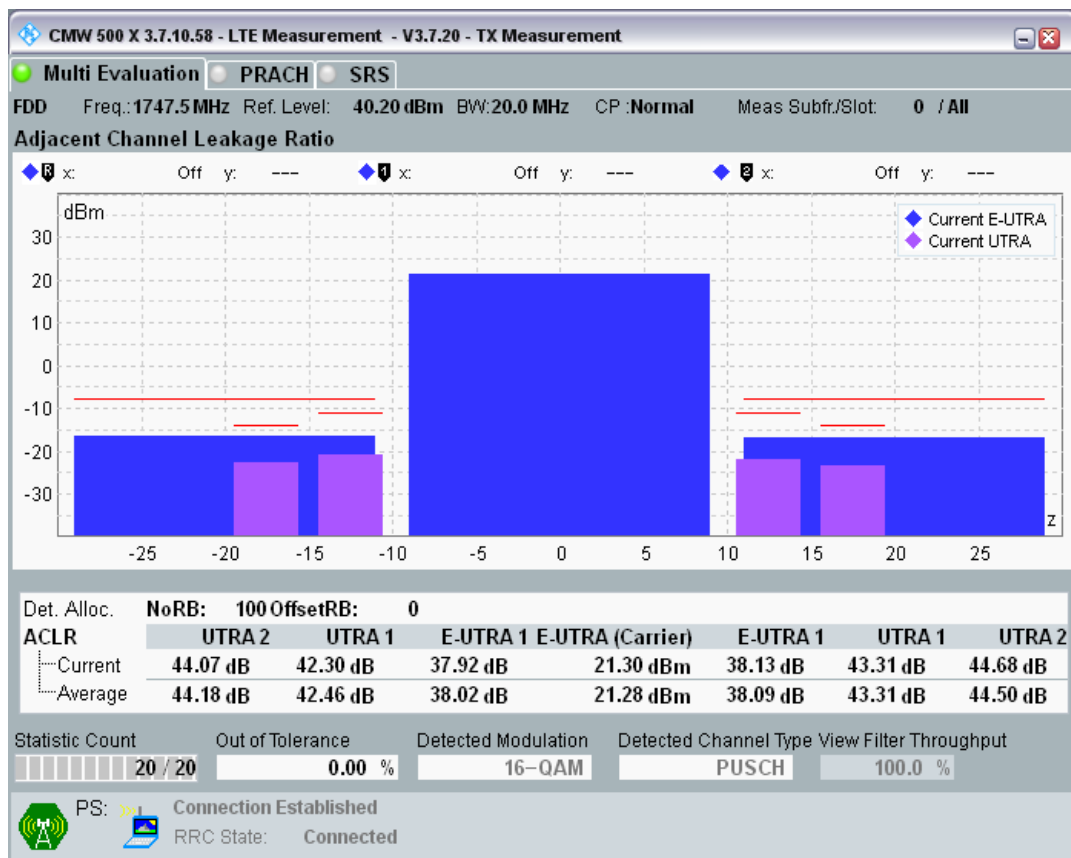 CMW 500 X 3.7.10.58 - LTE Measurement - V3.7.20 - TX Measurement
Multi Evaluation PRACH SRS
FDD Freq.:1747.5 MHz Ref. Level: 40.20 dBm BW:20.0 MHz CP :Normal Meas Subfr./Slot: 0 / All
Adjacent Channel Leakage Ratio
R x: Off y: --- 1 x: Off y: --- 2 x: Off y: ---
dBm
Current E-UTRA
Current UTRA
30
20
10
0
-10
-20
-30
z
-25 -20 -15 -10 -5 0 5 10 15 20 25
Det. Alloc. NoRB: 100 OffsetRB: 0
ACLR UTRA 2 UTRA 1 E-UTRA 1 E-UTRA (Carrier) E-UTRA 1 UTRA 1 UTRA 2
Current 44.07 dB 42.30 dB 37.92 dB 21.30 dBm 38.13 dB 43.31 dB 44.68 dB
Average 44.18 dB 42.46 dB 38.02 dB 21.28 dBm 38.09 dB 43.31 dB 44.50 dB
Statistic Count Out of Tolerance Detected Modulation Detected Channel Type View Filter Throughput
20 / 20 0.00 % 16-QAM PUSCH 100.0 %
PS: Connection Established
RRC State: Connected